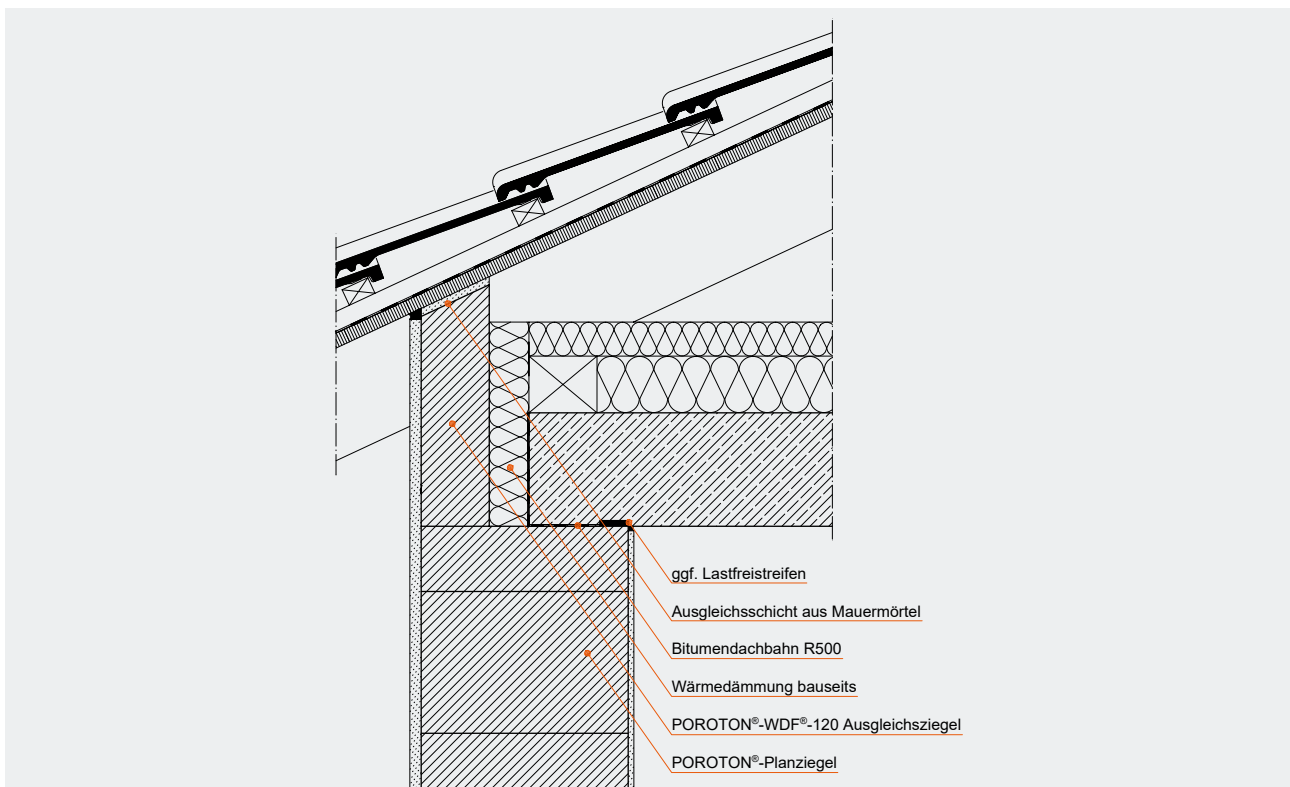 ggf. Lastfreistreifen
Ausgleichsschicht aus Mauermörtel
Bitumendachbahn R500
Wärmedämmung bauseits
POROTON®-WDF®-120 Ausgleichsziegel
POROTON®-Planziegel